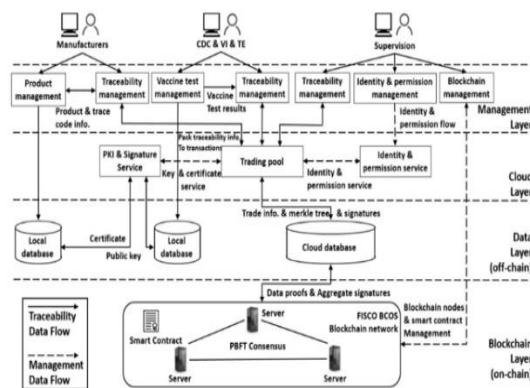 Manufacturers
CDC & VI & TE
Supervision
Product
management
Traceability
management
Vaccine test
management
Traceability
management
Traceability
management
Identity & permission
management
Blockchain
management
Vaccine
Test results
Product & trace
code info.
Identity &
permission flow
Management
Layer
Pack traceability info.
To transactions
PKI & Signature
Service
Trading pool
Identity &
permission service
Key & certificate
service
Identity &
permission service
Cloud
Layer
Trade info. & merkle tree & signatures
Local
database
Certificate
Public key
Local
database
Cloud database
Data
Layer
(off-chain)
Data proofs & Aggregate signatures
Blockchain nodes
& smart contract
Management
Traceability
Data Flow
Management
Data Flow
Smart Contract
Server
FISCO BCOS
Blockchain network
PBFT Consensus
Server
Server
Blockchain
Layer
(on-chain)